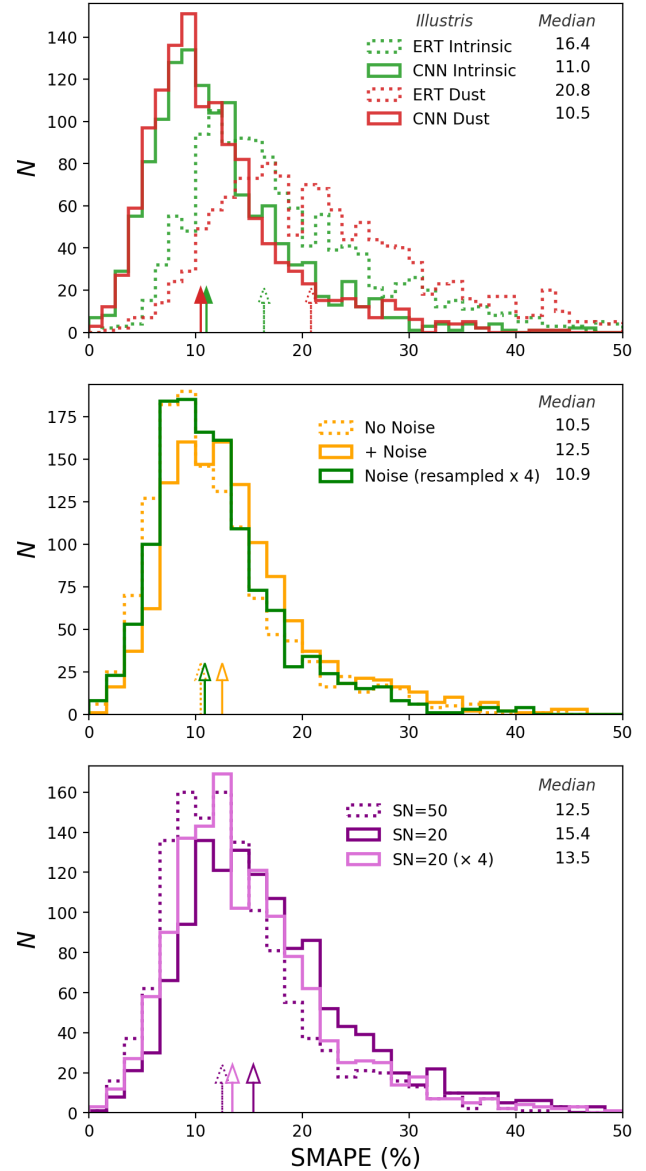 Illustris Median
ERT Intrinsic 16.4
CNN Intrinsic 11.0
ERT Dust 20.8
CNN Dust 10.5
N
140
120
100
80
60
40
20
0
0 10 20 30 40 50
Median
No Noise 10.5
+ Noise 12.5
Noise (resampled x 4) 10.9
N
175
150
125
100
75
50
25
0
0 10 20 30 40 50
Median
SN=50 12.5
SN=20 15.4
SN=20 (× 4) 13.5
N
160
140
120
100
80
60
40
20
0
0 10 20 30 40 50
SMAPE (%)